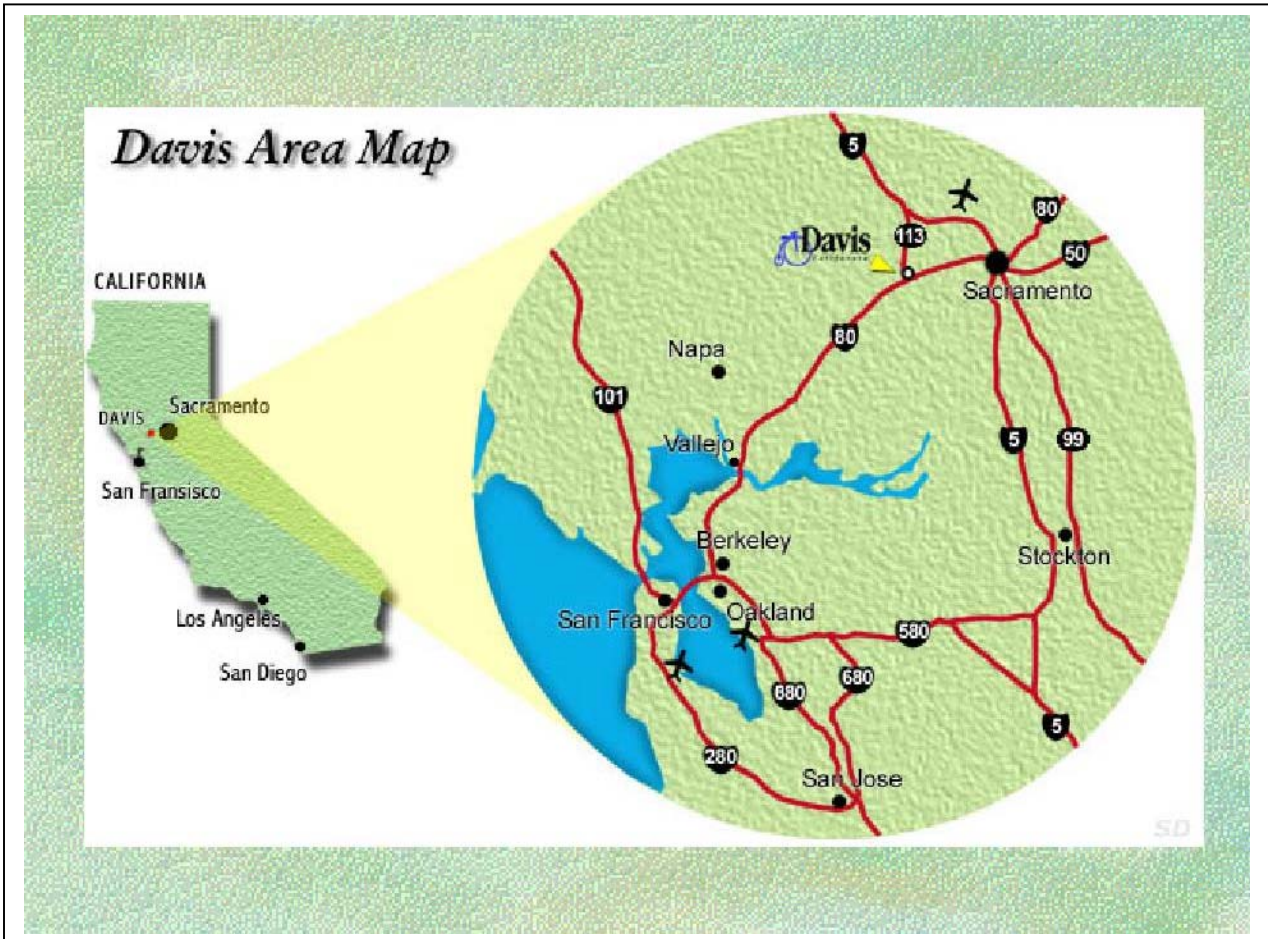 Davis Area Map
CALIFORNIA
DAVIS
Sacramento
San Fransisco
Los Angeles
San Diego
5
80
50
113
Davis
Sacramento
80
Napa
101
Vallejo
5
99
Berkeley
Stockton
San Francisco
Oakland
580
680
680
5
280
San Jose
SD